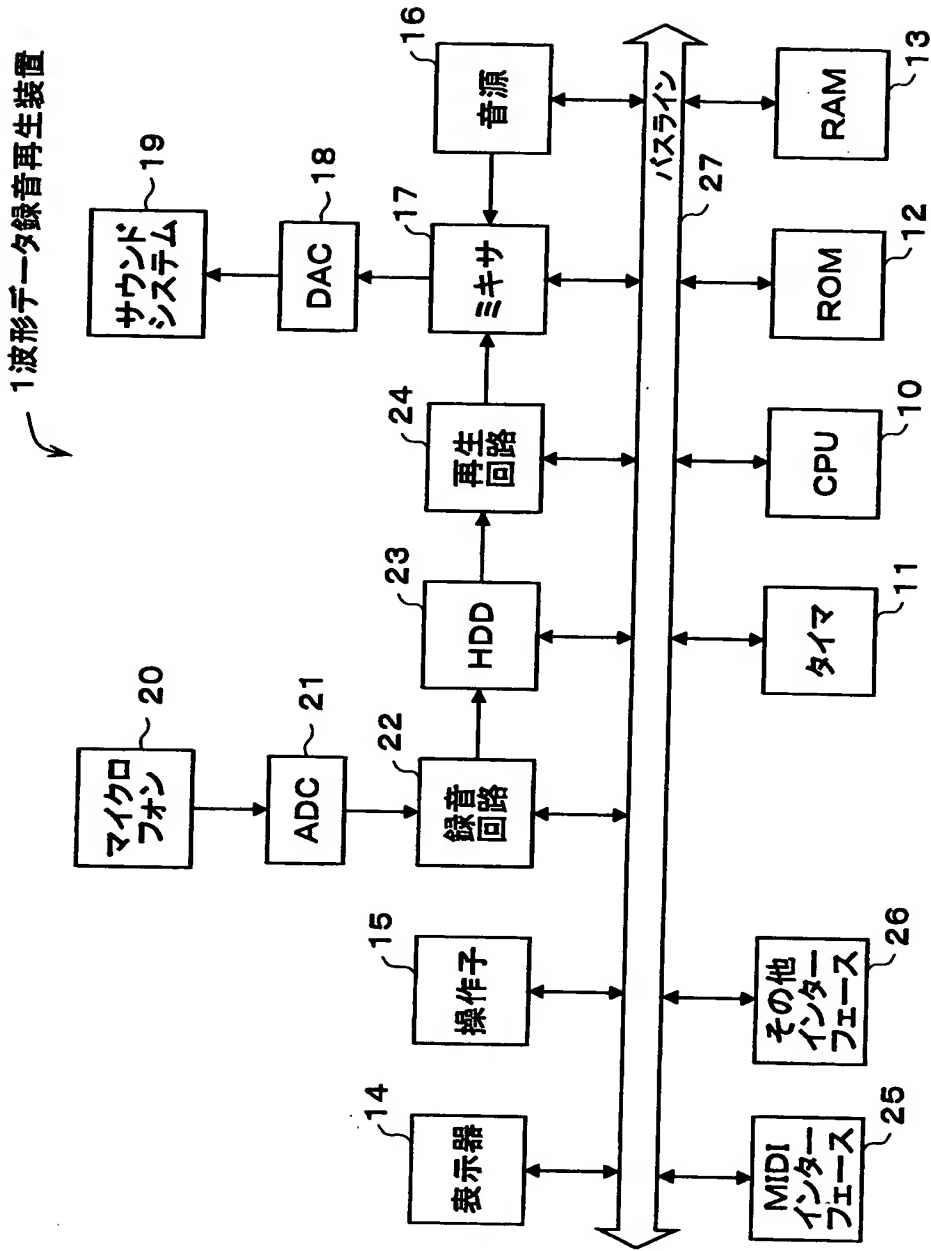 1波形データ録音再生装置
マイクロ
フォン
20
サウンド
システム
19
ADC
21
DAC
18
表示器
14
操作子
15
録音
回路
22
HDD
23
再生
回路
24
ミキサ
17
音源
16
バスライン
27
MIDI
インター
フェース
25
その他
インター
フェース
26
タイマ
11
CPU
10
ROM
12
RAM
13